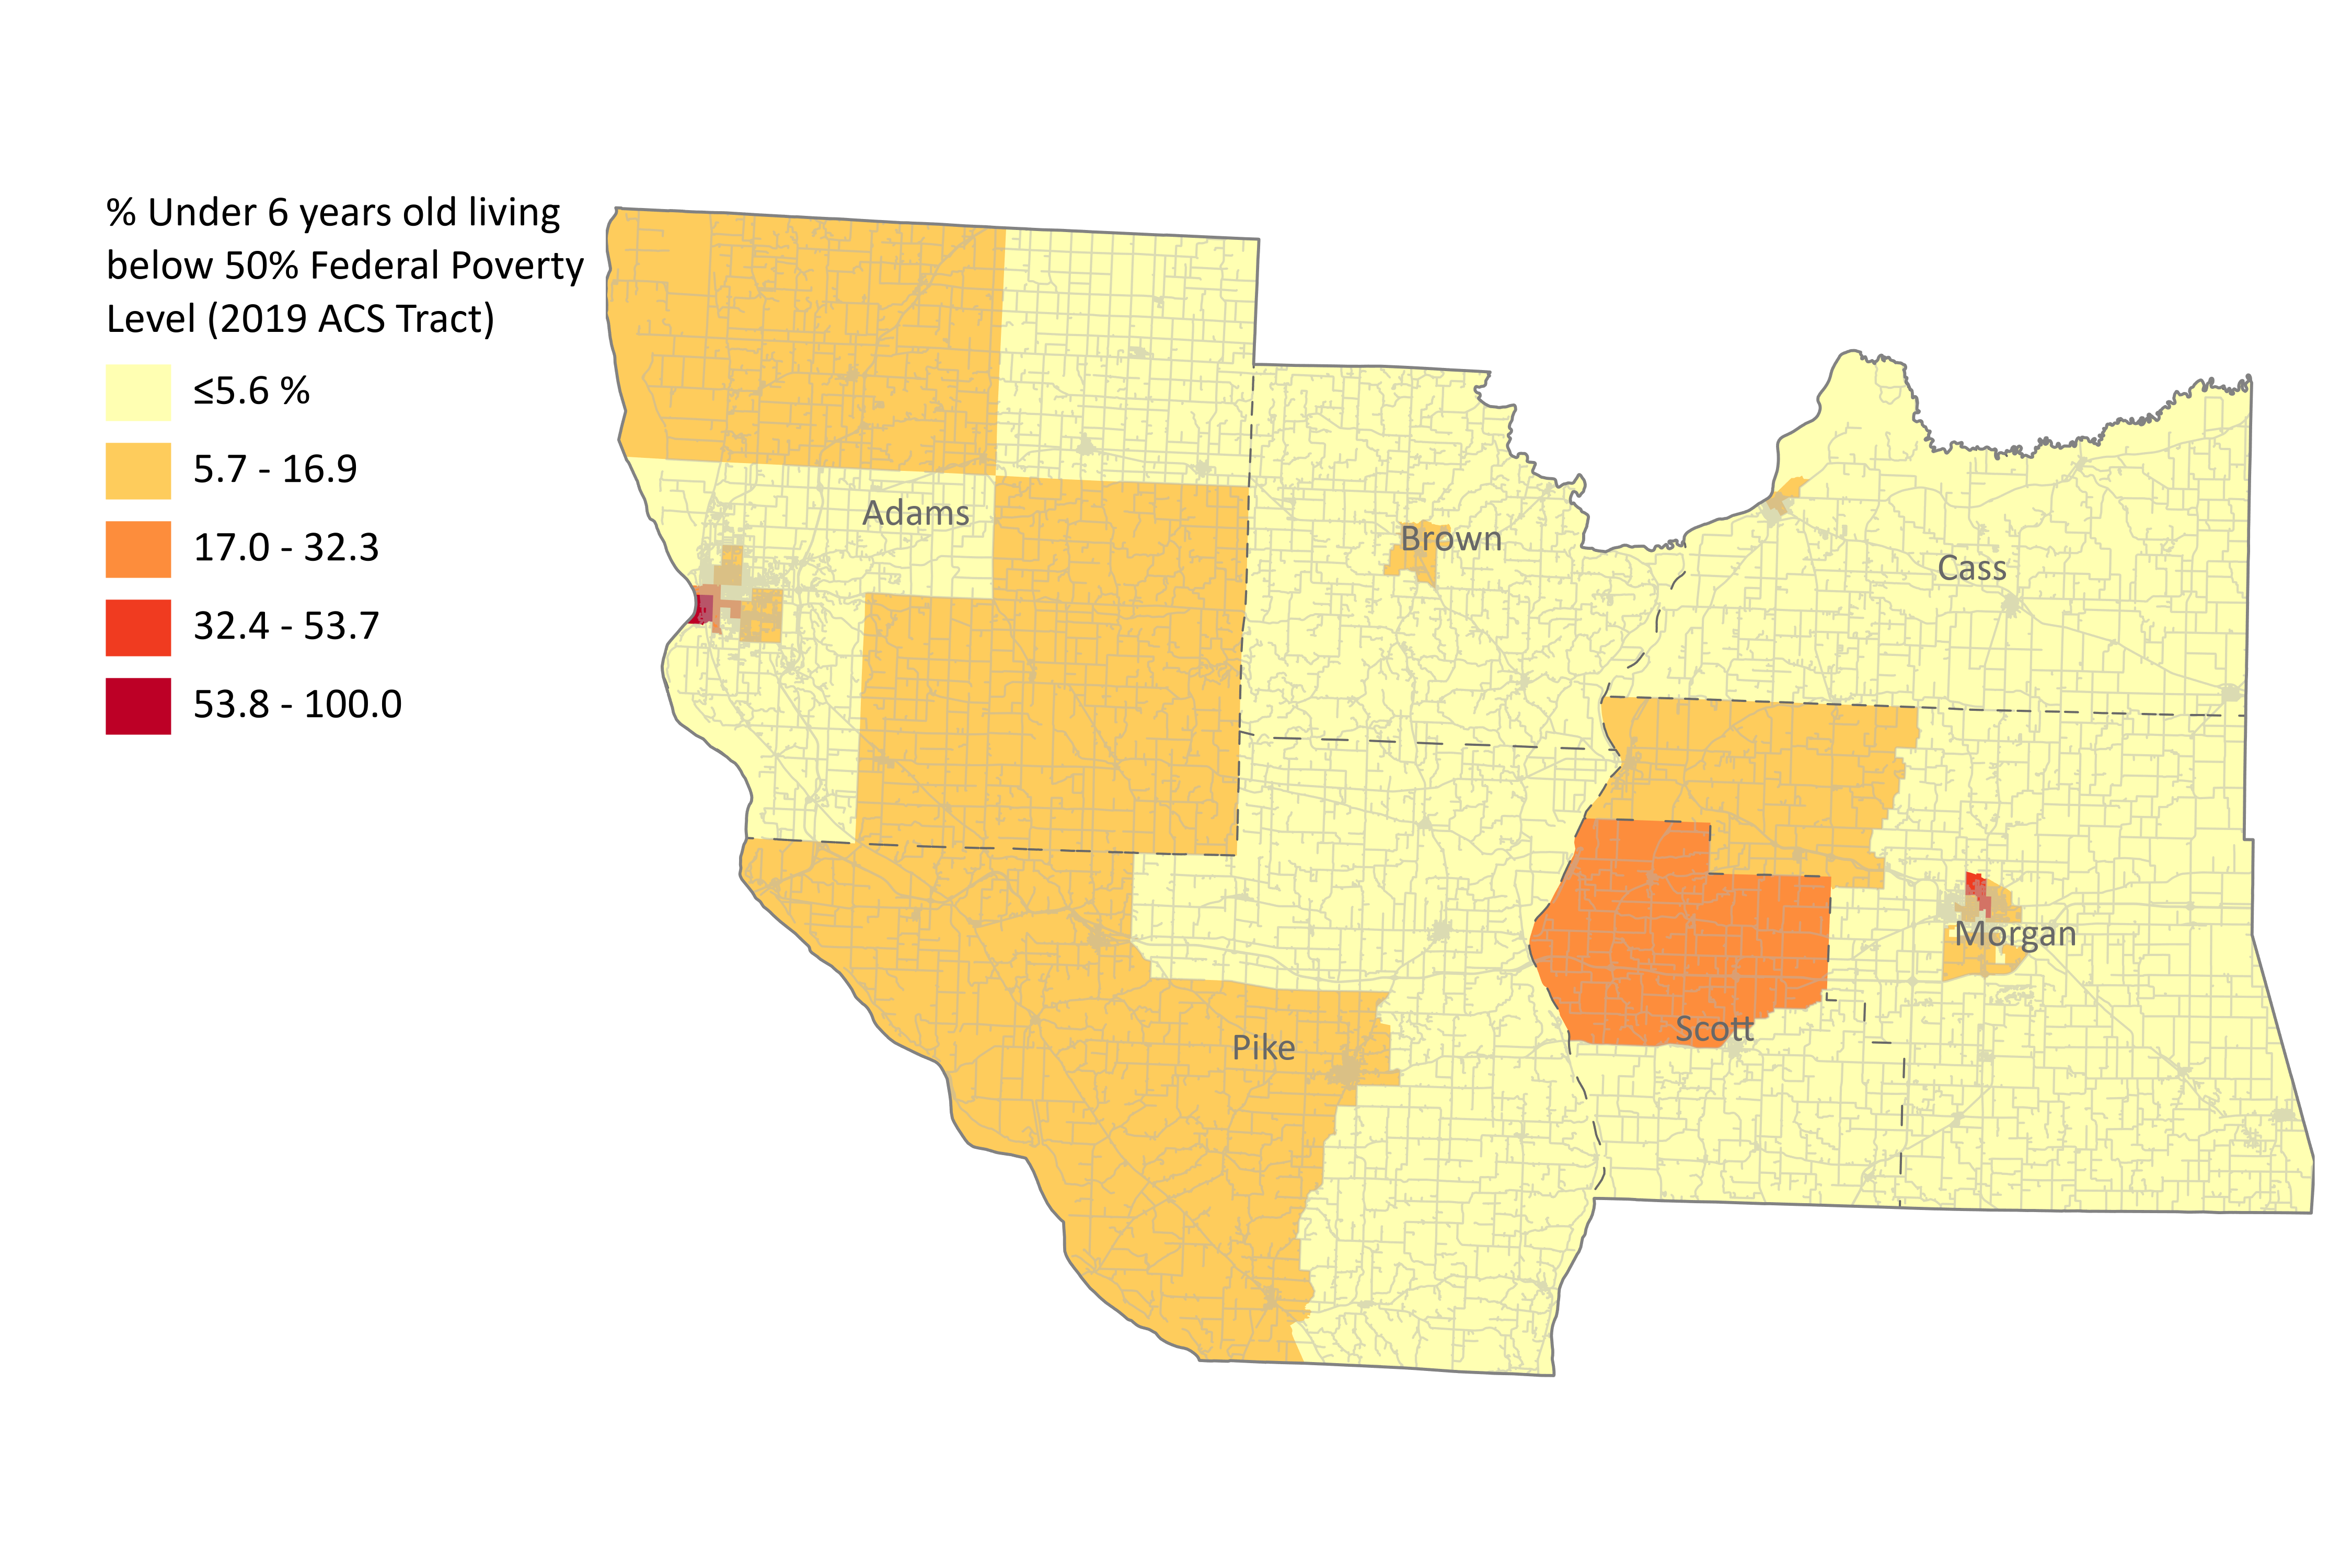 % Under 6 years old living
below 50% Federal Poverty
Level (2019 ACS Tract)
≤5.6 %
5.7 - 16.9
17.0 - 32.3
32.4 - 53.7
53.8 - 100.0
Adams
Brown
Cass
Morgan
Scott
Pike